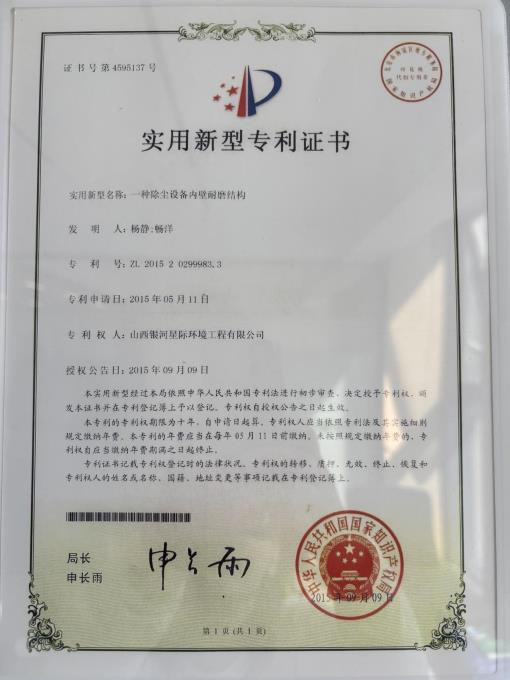 证书号第4595137号
实用新型专利证书
实用新型名称：一种除尘设备内壁耐磨结构
发 明 人：杨静;畅洋
专 利 号：ZL 2015 2 0299983.3
专利申请日：2015年05月11日
专 利 权 人：山西银河星际环境工程有限公司
授权公告日：2015年09月09日
本实用新型经过本局依照中华人民共和国专利法进行初步审查，决定授予专利权，颁
发本证书并在专利登记簿上予以登记。专利权自授权公告之日起生效。
本专利的专利权期限为十年，自申请日起算。专利权人应当依照专利法及其实施细则
规定缴纳年费。本专利的年费应当在每年05月11日前缴纳。未按照规定缴纳年费的，专
利权自应当缴纳年费期满之日起终止。
专利证书记载专利权登记时的法律状况。专利权的转移、质押、无效、终止、恢复和
专利权人的姓名或名称、国籍、地址变更等事项记载在专利登记簿上。
局长
申长雨
申长雨
中华人民共和国国家知识产权局
2015年09月09日
第 1 页 (共 1 页)